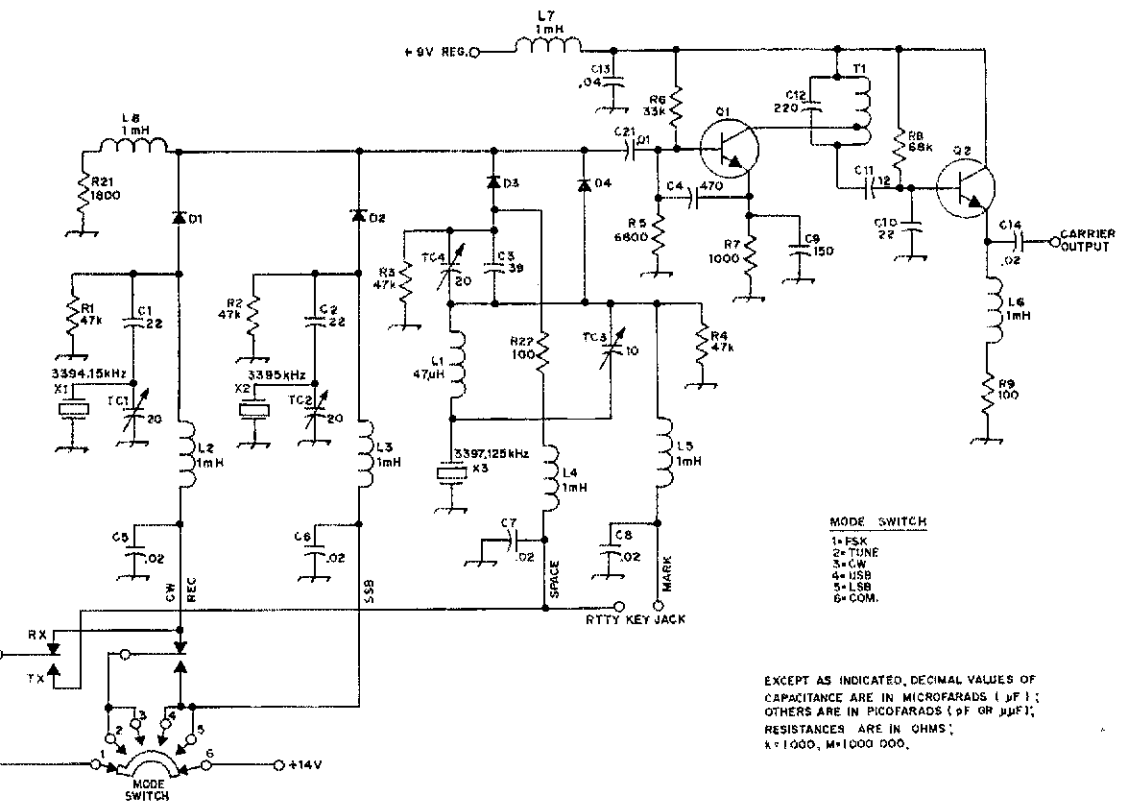 L7
1mH
+9V REG.
C13
.04
R6
33k
Q1
T1
C12
220
R8
68k
Q2
L8
1mH
C21
.01
R21
1800
D1
D2
D3
D4
C4
470
C11
12
C10
22
C14
.02
CARRIER
OUTPUT
R5
6800
R7
1000
C9
150
L6
1mH
R9
100
R1
47k
C1
22
R2
47k
C2
22
R3
47k
TC4
20
C3
39
R22
100
TC3
10
R4
47k
L1
47µH
3394.15kHz
X1
TC1
20
3395kHz
X2
TC2
20
3397.125kHz
X3
L2
1mH
L3
1mH
L4
1mH
L5
1mH
C5
.02
C6
.02
C7
.02
C8
.02
CW
REC
SSB
SPACE
MARK
RTTY KEY JACK
RX
TX
1
2
3
4
5
6
+14V
MODE
SWITCH
MODE SWITCH
1=FSK
2=TUNE
3=CW
4=USB
5=LSB
6=COM.
EXCEPT AS INDICATED, DECIMAL VALUES OF
CAPACITANCE ARE IN MICROFARADS ( µF ) ;
OTHERS ARE IN PICOFARADS ( pF OR µµF);
RESISTANCES ARE IN OHMS;
k=1000, M=1000 000.